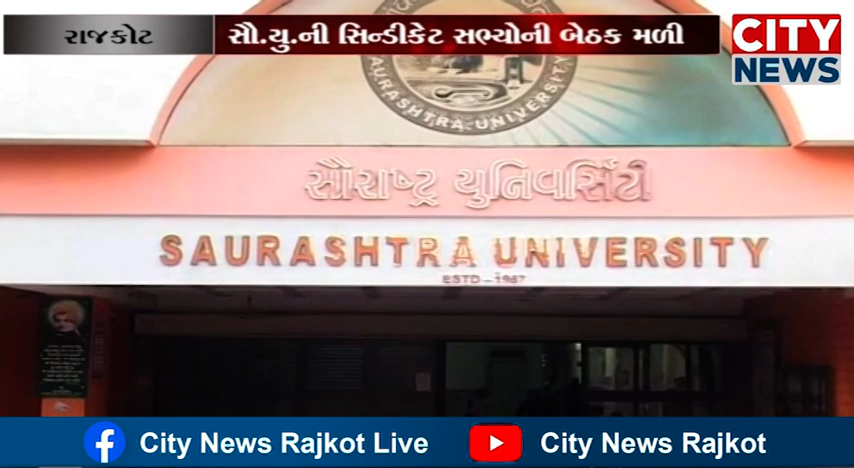 રાજકોટ
સૌ.યુ.ની સિન્ડીકેટ સભ્યોની બેઠક મળી
CITY
NEWS
SAURASHTRA UNIVERSITY
સૌરાષ્ટ્ર યુનિવર્સિટી
SAURASHTRA UNIVERSITY
ESTD - 1967
City News Rajkot Live
City News Rajkot